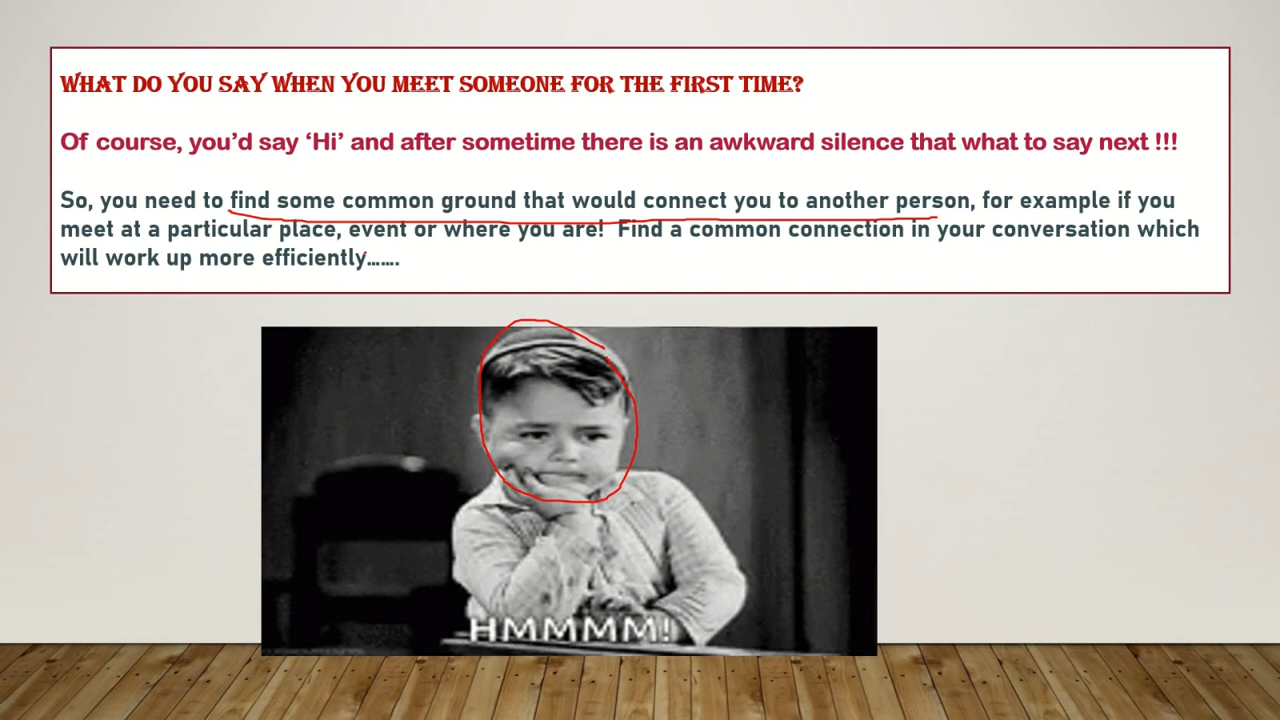 WHAT DO YOU SAY WHEN YOU MEET SOMEONE FOR THE FIRST TIME?
Of course, you’d say ‘Hi’ and after sometime there is an awkward silence that what to say next !!!
So, you need to find some common ground that would connect you to another person, for example if you
meet at a particular place, event or where you are!  Find a common connection in your conversation which
will work up more efficiently…….
HMMMM!